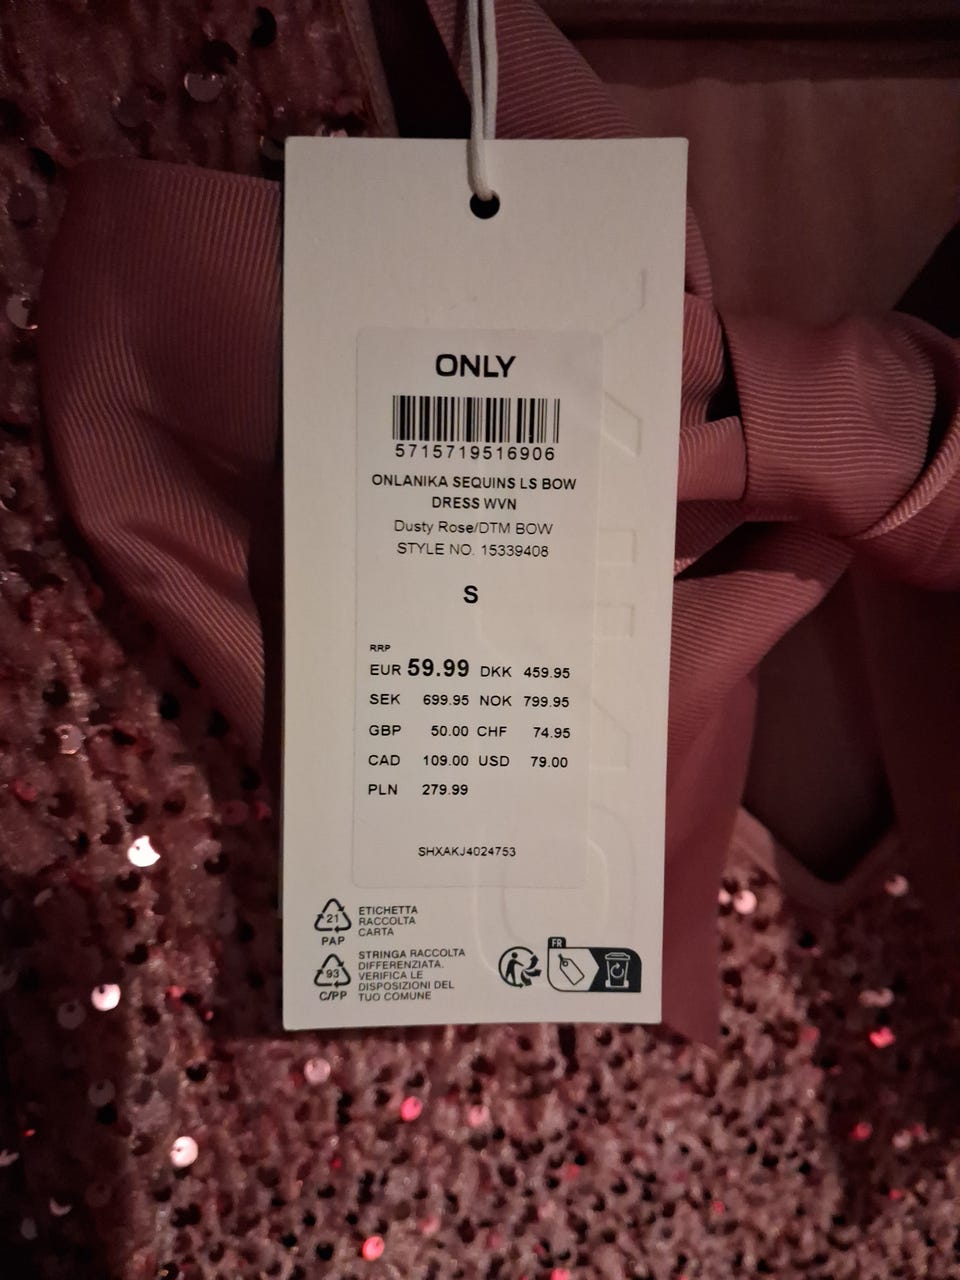 ONLY
5715719516906
ONLANIKA SEQUINS LS BOW
DRESS WVN
Dusty Rose/DTM BOW
STYLE NO. 15339408
S
RRP
EUR 59.99 DKK 459.95
SEK 699.95 NOK 799.95
GBP 50.00 CHF 74.95
CAD 109.00 USD 79.00
PLN 279.99
SHXAKJ4024753
21
PAP
ETICHETTA
RACCOLTA
CARTA
93
C/PP
STRINGA RACCOLTA
DIFFERENZIATA.
VERIFICA LE
DISPOSIZIONI DEL
TUO COMUNE
FR
ONLY